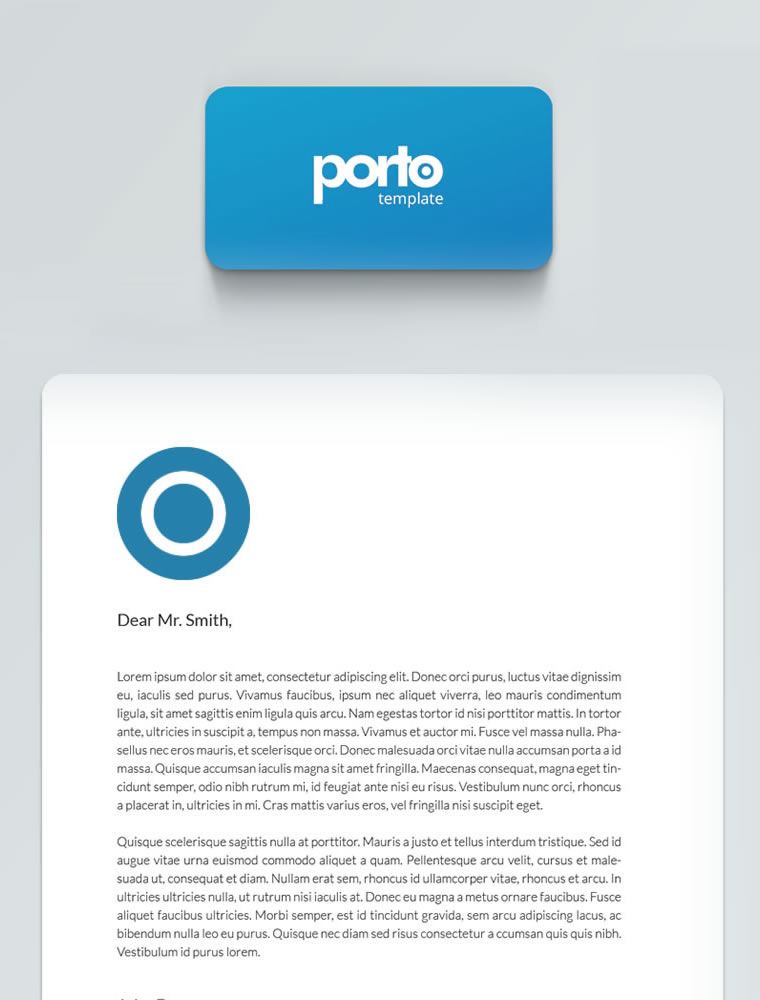 porto
template
Dear Mr. Smith,
Lorem ipsum dolor sit amet, consectetur adipiscing elit. Donec orci purus, luctus vitae dignissim
eu, iaculis sed purus. Vivamus faucibus, ipsum nec aliquet viverra, leo mauris condimentum
ligula, sit amet sagittis enim ligula quis arcu. Nam egestas tortor id nisi porttitor mattis. In tortor
ante, ultricies in suscipit a, tempus non massa. Vivamus et auctor mi. Fusce vel massa nulla. Pha-
sellus nec eros mauris, et scelerisque orci. Donec malesuada orci vitae nulla accumsan porta a id
massa. Quisque accumsan iaculis magna sit amet fringilla. Maecenas consequat, magna eget tin-
cidunt semper, odio nibh rutrum mi, id feugiat ante nisi eu risus. Vestibulum nunc orci, rhoncus
a placerat in, ultricies in mi. Cras mattis varius eros, vel fringilla nisi suscipit eget.
Quisque scelerisque sagittis nulla at porttitor. Mauris a justo et tellus interdum tristique. Sed id
augue vitae urna euismod commodo aliquet a quam. Pellentesque arcu velit, cursus et male-
suada ut, consequat et diam. Nullam erat sem, rhoncus id ullamcorper vitae, rhoncus et arcu. In
ultricies ultricies nulla, ut rutrum nisi iaculis at. Donec eu magna a metus ornare faucibus. Fusce
aliquet faucibus ultricies. Morbi semper, est id tincidunt gravida, sem arcu adipiscing lacus, ac
bibendum nulla leo eu purus. Quisque nec diam sed risus consectetur a ccumsan quis quis nibh.
Vestibulum id purus lorem.